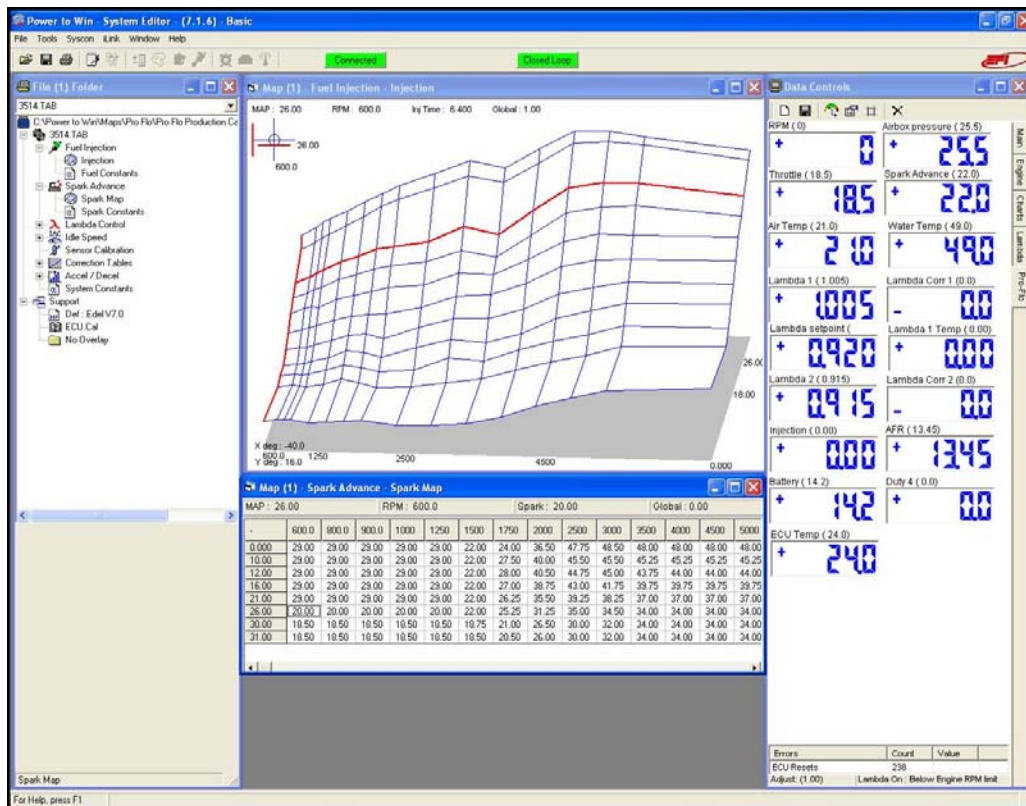 Power to Win - System Editor - (7.1.6) - Basic
File Tools Syscon iLink Window Help
Connected
Closed Loop
EFI
File (1) Folder
3514.TAB
C:\Power to Win\Maps\Pro Flo\Pro Flo Production Ca
3514.TAB
Fuel Injection
Injection
Fuel Constants
Spark Advance
Spark Map
Spark Constants
Lambda Control
Idle Speed
Sensor Calibration
Correction Tables
Accel / Decel
System Constants
Support
Def : Edel V7.0
ECU.Cal
No Overlay
Spark Map
Map (1) - Fuel Injection - Injection
MAP : 26.00 RPM : 600.0 Inj Time : 6.400 Global : 1.00
26.00
600.0
26.00
18.00
X deg : -40.0
Y deg : 16.0
600.0 1250 2500 4500 0.000
Map (1) - Spark Advance - Spark Map
MAP : 26.00 RPM : 600.0 Spark : 20.00 Global : 0.00
- 600.0 800.0 900.0 1000 1250 1500 1750 2000 2500 3000 3500 4000 4500 5000
0.000 29.00 29.00 29.00 29.00 29.00 22.00 24.00 36.50 47.75 48.50 48.00 48.00 48.00 48.00
10.00 29.00 29.00 29.00 29.00 29.00 22.00 27.50 40.00 45.50 45.50 45.25 45.25 45.25 45.25
12.00 29.00 29.00 29.00 29.00 29.00 22.00 28.00 40.50 44.75 45.00 43.75 44.00 44.00 44.00
16.00 29.00 29.00 29.00 29.00 29.00 22.00 27.00 38.75 43.00 41.75 39.75 39.75 39.75 39.75
21.00 29.00 29.00 29.00 29.00 29.00 22.00 26.25 35.50 39.25 38.25 37.00 37.00 37.00 37.00
26.00 20.00 20.00 20.00 20.00 20.00 22.00 25.25 31.25 35.00 34.50 34.00 34.00 34.00 34.00
30.00 18.50 18.50 18.50 18.50 18.50 18.75 21.00 26.50 30.00 32.00 34.00 34.00 34.00 34.00
31.00 18.50 18.50 18.50 18.50 18.50 18.50 20.50 26.00 30.00 32.00 34.00 34.00 34.00 34.00
Data Controls
RPM ( 0) Airbox pressure ( 25.5)
+ 0 + 25.5
Throttle ( 18.5) Spark Advance ( 22.0)
+ 18.5 + 22.0
Air Temp ( 21.0) Water Temp ( 49.0)
+ 21.0 + 49.0
Lambda 1 ( 1.005) Lambda Corr 1 (0.0)
+ 1.005 - 0.0
Lambda setpoint ( Lambda 1 Temp ( 0.00)
+ 0.920 + 0.00
Lambda 2 ( 0.915) Lambda Corr 2 (0.0)
+ 0.915 - 0.0
Injection ( 0.00) AFR ( 13.45)
+ 0.00 + 13.45
Battery ( 14.2) Duty 4 ( 0.0)
+ 14.2 + 0.0
ECU Temp ( 24.0)
+ 24.0
Main
Engine
Charts
Lambda
Pro-Flo
Errors Count Value
ECU Resets 238
Adjust: (1.00) Lambda On : Below Engine RPM limit
For Help, press F1